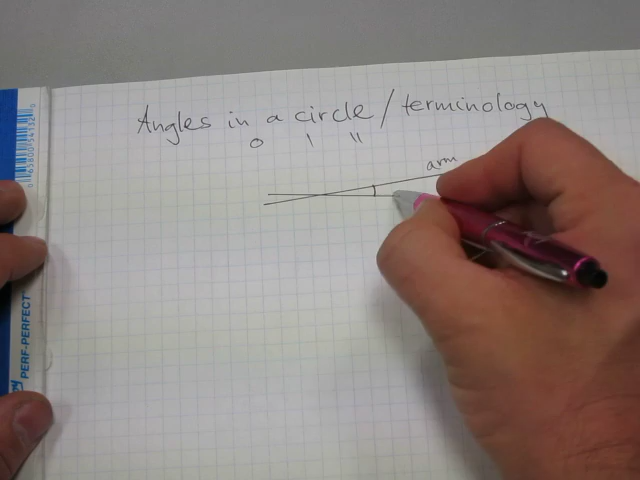 Angles in a circle / terminology
o ' "
arm
PERF-PERFECT